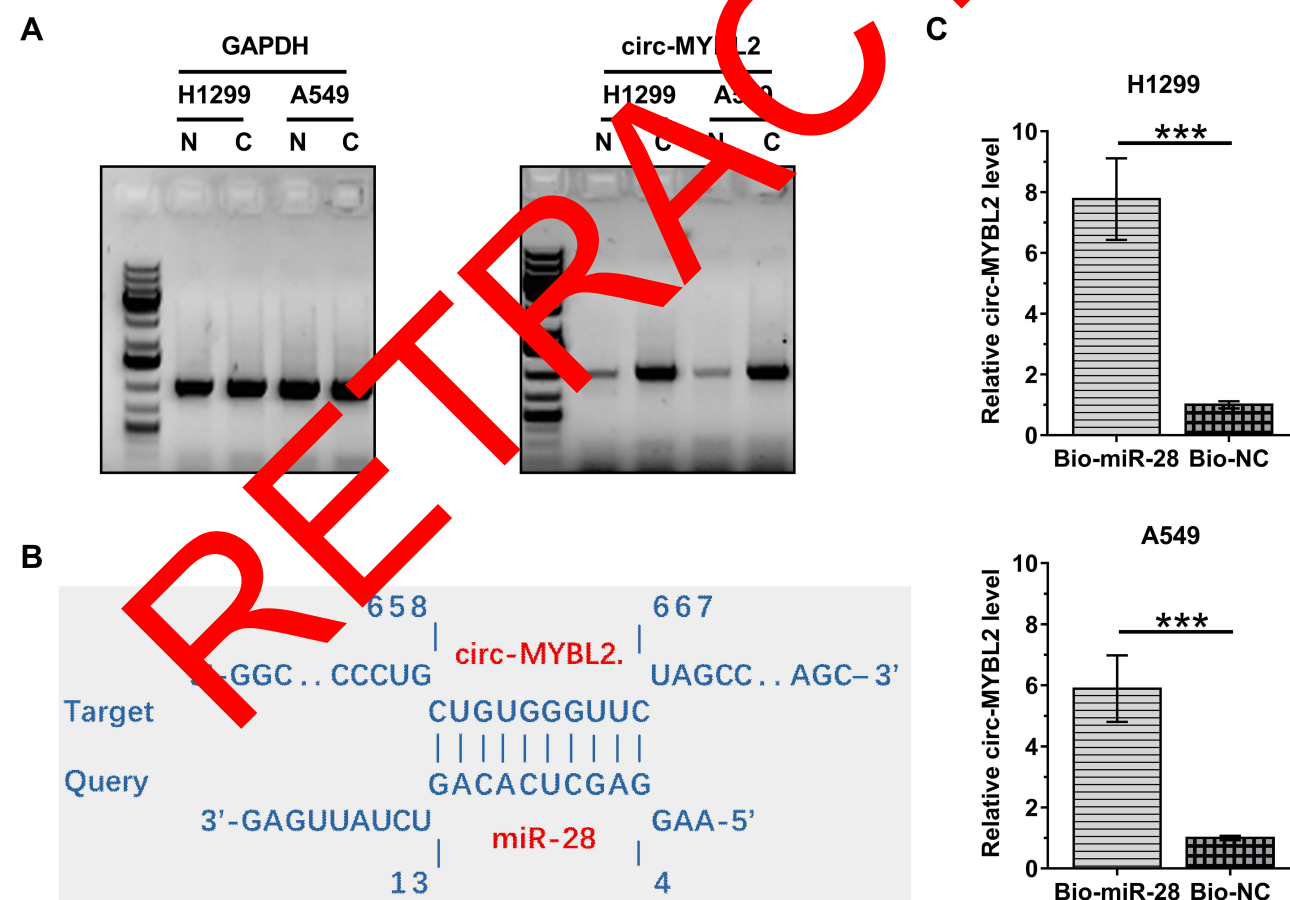 A
GAPDH
H1299 A549
N C N C
circ-MYBL2
H1299 A549
N C N C
RETRAC
B
658 667
circ-MYBL2.
-GGC..CCCUG UAGCC..AGC-3’
Target CUGUGGGUUC
Query GACACUCGAG
3’-GAGUUAUCU GAA-5’
miR-28
13 4
C
H1299
Relative circ-MYBL2 level
10
***
8
6
4
2
0
Bio-miR-28 Bio-NC
A549
Relative circ-MYBL2 level
10
8
***
6
4
2
0
Bio-miR-28 Bio-NC